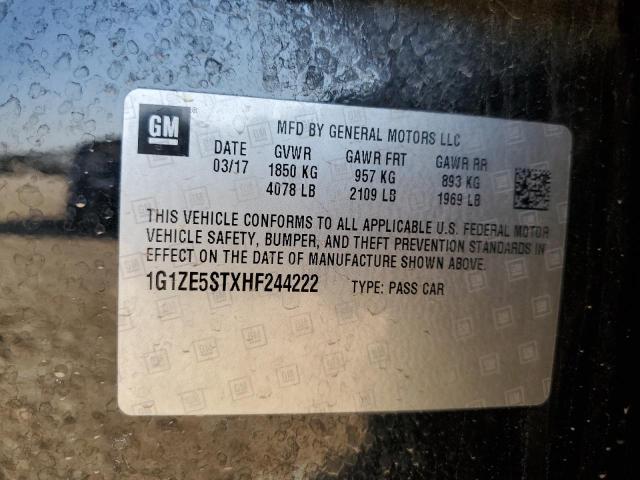 GM
MFD BY GENERAL MOTORS LLC
DATE GVWR GAWR FRT GAWR RR
03/17 1850 KG 957 KG 893 KG
4078 LB 2109 LB 1969 LB
THIS VEHICLE CONFORMS TO ALL APPLICABLE U.S. FEDERAL MOTOR
VEHICLE SAFETY, BUMPER, AND THEFT PREVENTION STANDARDS IN
EFFECT ON THE DATE OF MANUFACTURE SHOWN ABOVE.
1G1ZE5STXHF244222 TYPE: PASS CAR